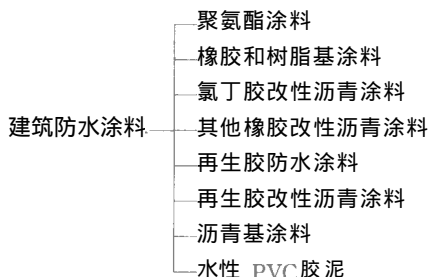 聚氨酯涂料
橡胶和树脂基涂料
氯丁胶改性沥青涂料
建筑防水涂料
其他橡胶改性沥青涂料
再生胶防水涂料
再生胶改性沥青涂料
沥青基涂料
水性 PVC胶泥